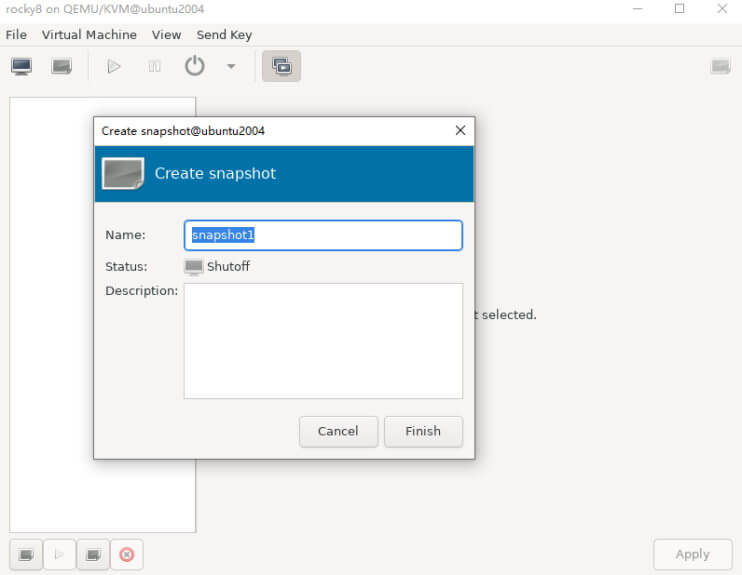 rocky8 on QEMU/KVM@ubuntu2004
File Virtual Machine View Send Key
Create snapshot@ubuntu2004
Create snapshot
Name: snapshot1
Status: Shutoff
Description:
t selected.
Cancel Finish
Apply